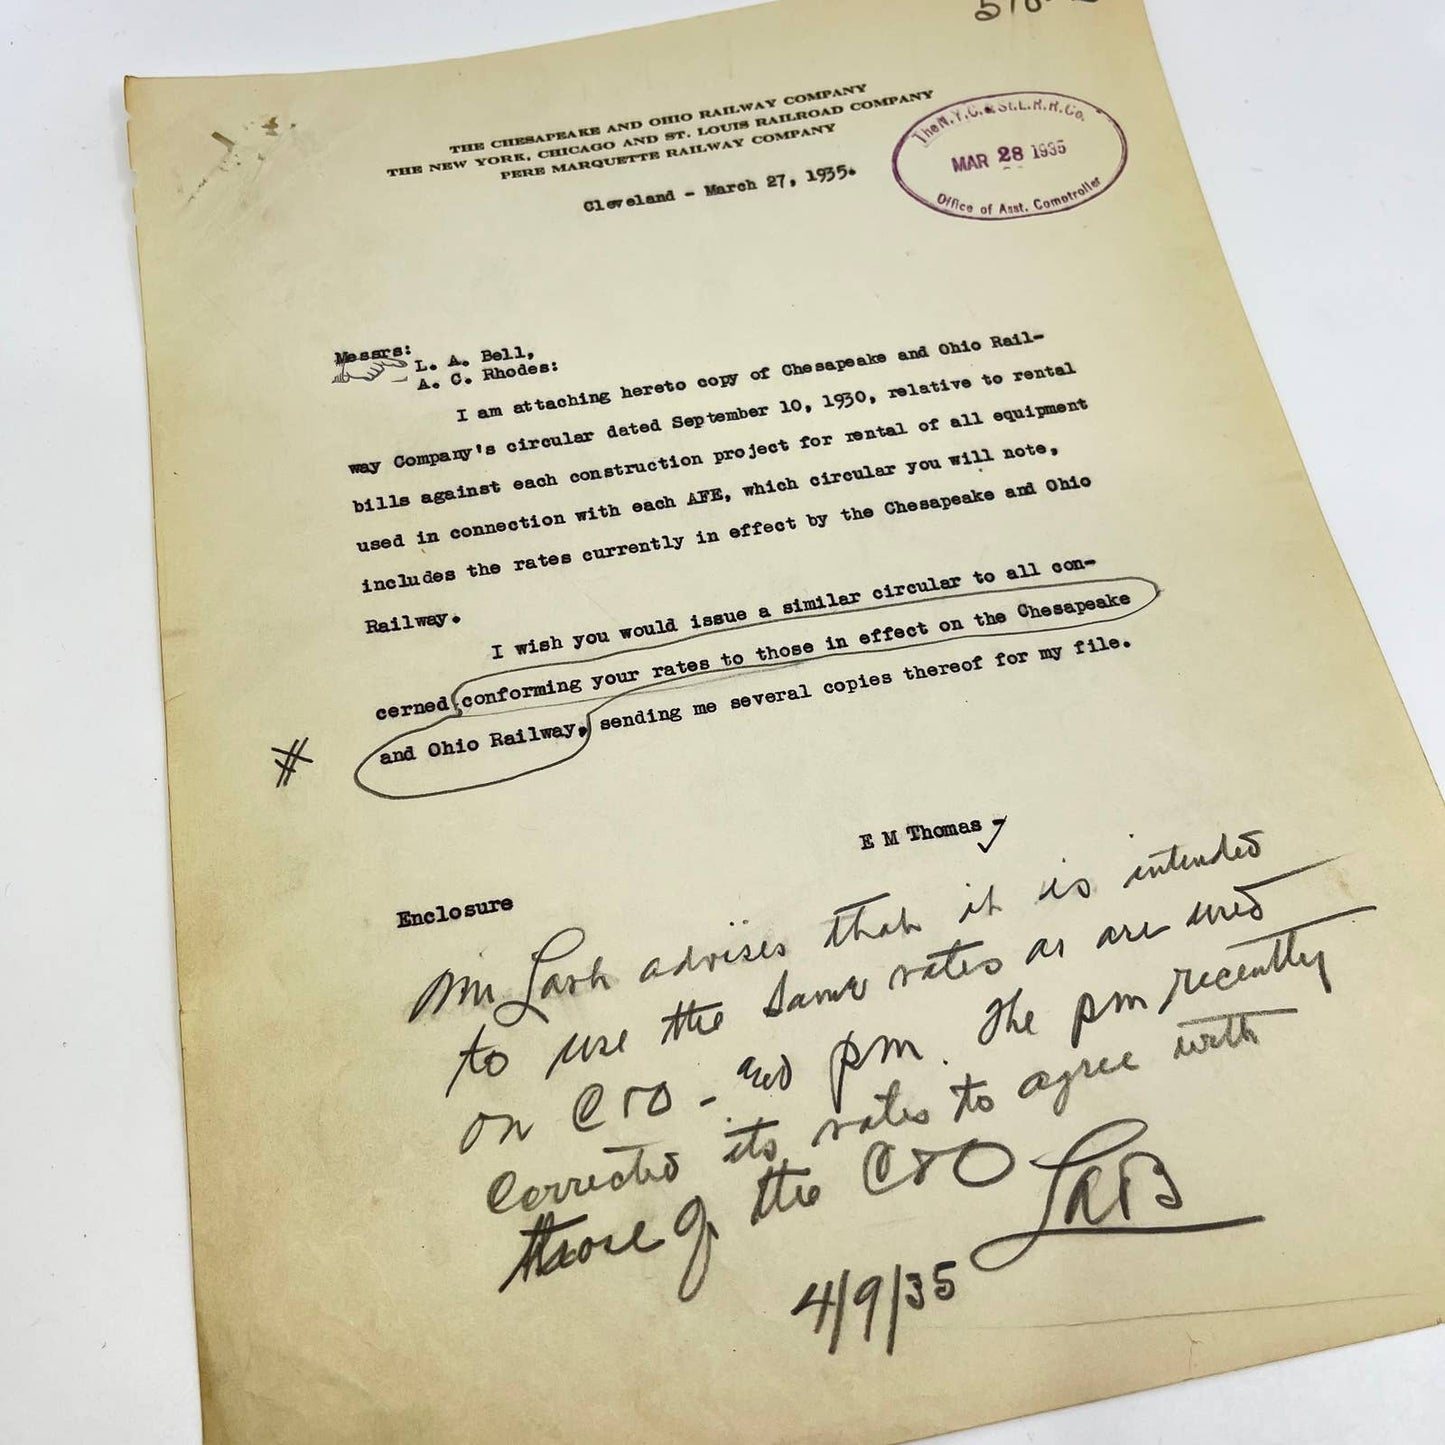 THE CHESAPEAKE AND OHIO RAILWAY COMPANY
THE NEW YORK, CHICAGO AND ST. LOUIS RAILROAD COMPANY
PERE MARQUETTE RAILWAY COMPANY
Cleveland - March 27, 1935.
The N.Y.C. & St.L.R.R.Co.
MAR 28 1935
Office of Asst. Comptroller
Messrs:
L. A. Bell,
A. C. Rhodes:
I am attaching hereto copy of Chesapeake and Ohio Rail-
way Company's circular dated September 10, 1930, relative to rental
bills against each construction project for rental of all equipment
used in connection with each AFE, which circular you will note,
includes the rates currently in effect by the Chesapeake and Ohio
Railway.
I wish you would issue a similar circular to all con-
cerned conforming your rates to those in effect on the Chesapeake
and Ohio Railway, sending me several copies thereof for my file.
#
E M Thomas -
Enclosure
Mr Lash advises that it is intended
to use the same rates as are used
on C&O - and PM. The PM recently
corrected its rates to agree with
those of the C&O
LAB
4/9/35